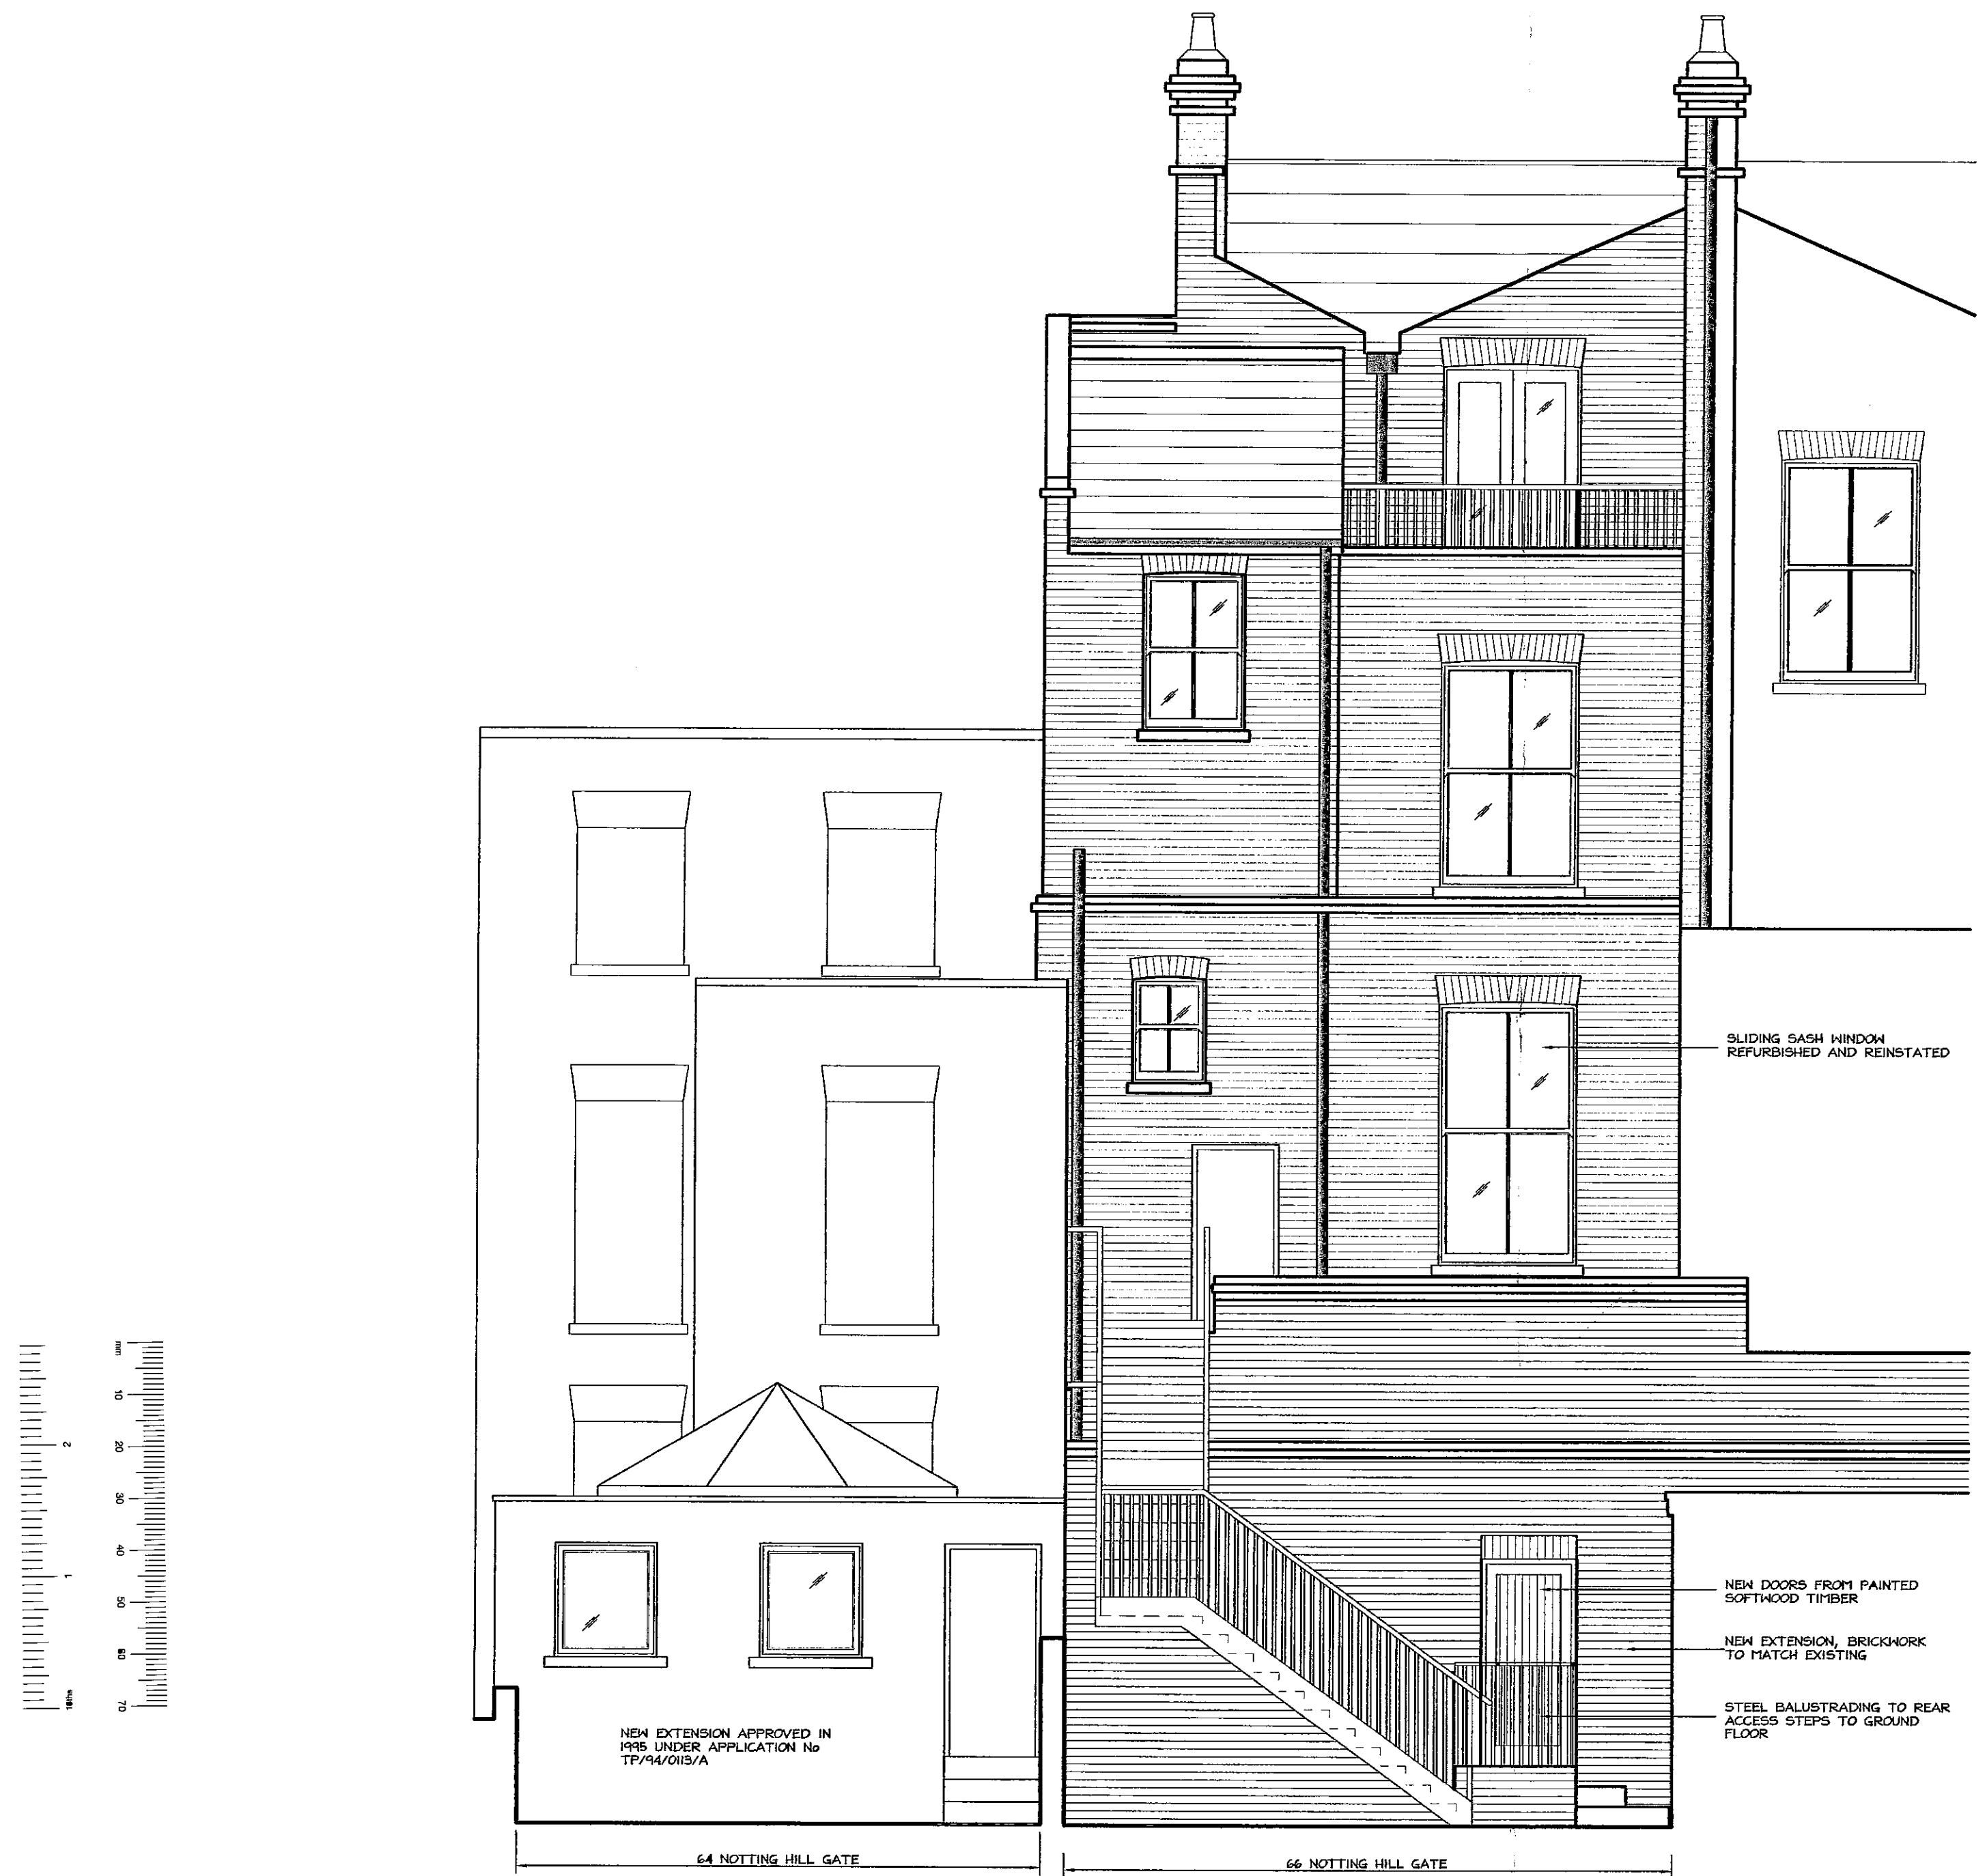 SLIDING SASH WINDOW
REFURBISHED AND REINSTATED
mm
10
20
30
40
50
60
70
2
1
16ths
NEW DOORS FROM PAINTED
SOFTWOOD TIMBER
NEW EXTENSION, BRICKWORK
TO MATCH EXISTING
STEEL BALUSTRADING TO REAR
ACCESS STEPS TO GROUND
FLOOR
NEW EXTENSION APPROVED IN
1995 UNDER APPLICATION No
TP/94/0113/A
64 NOTTING HILL GATE
66 NOTTING HILL GATE